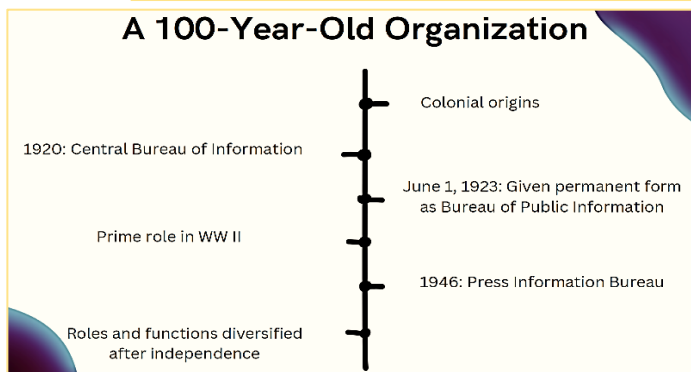 A 100-Year-Old Organization
Colonial origins
1920: Central Bureau of Information
June 1, 1923: Given permanent form
as Bureau of Public Information
Prime role in WW II
1946: Press Information Bureau
Roles and functions diversified
after independence